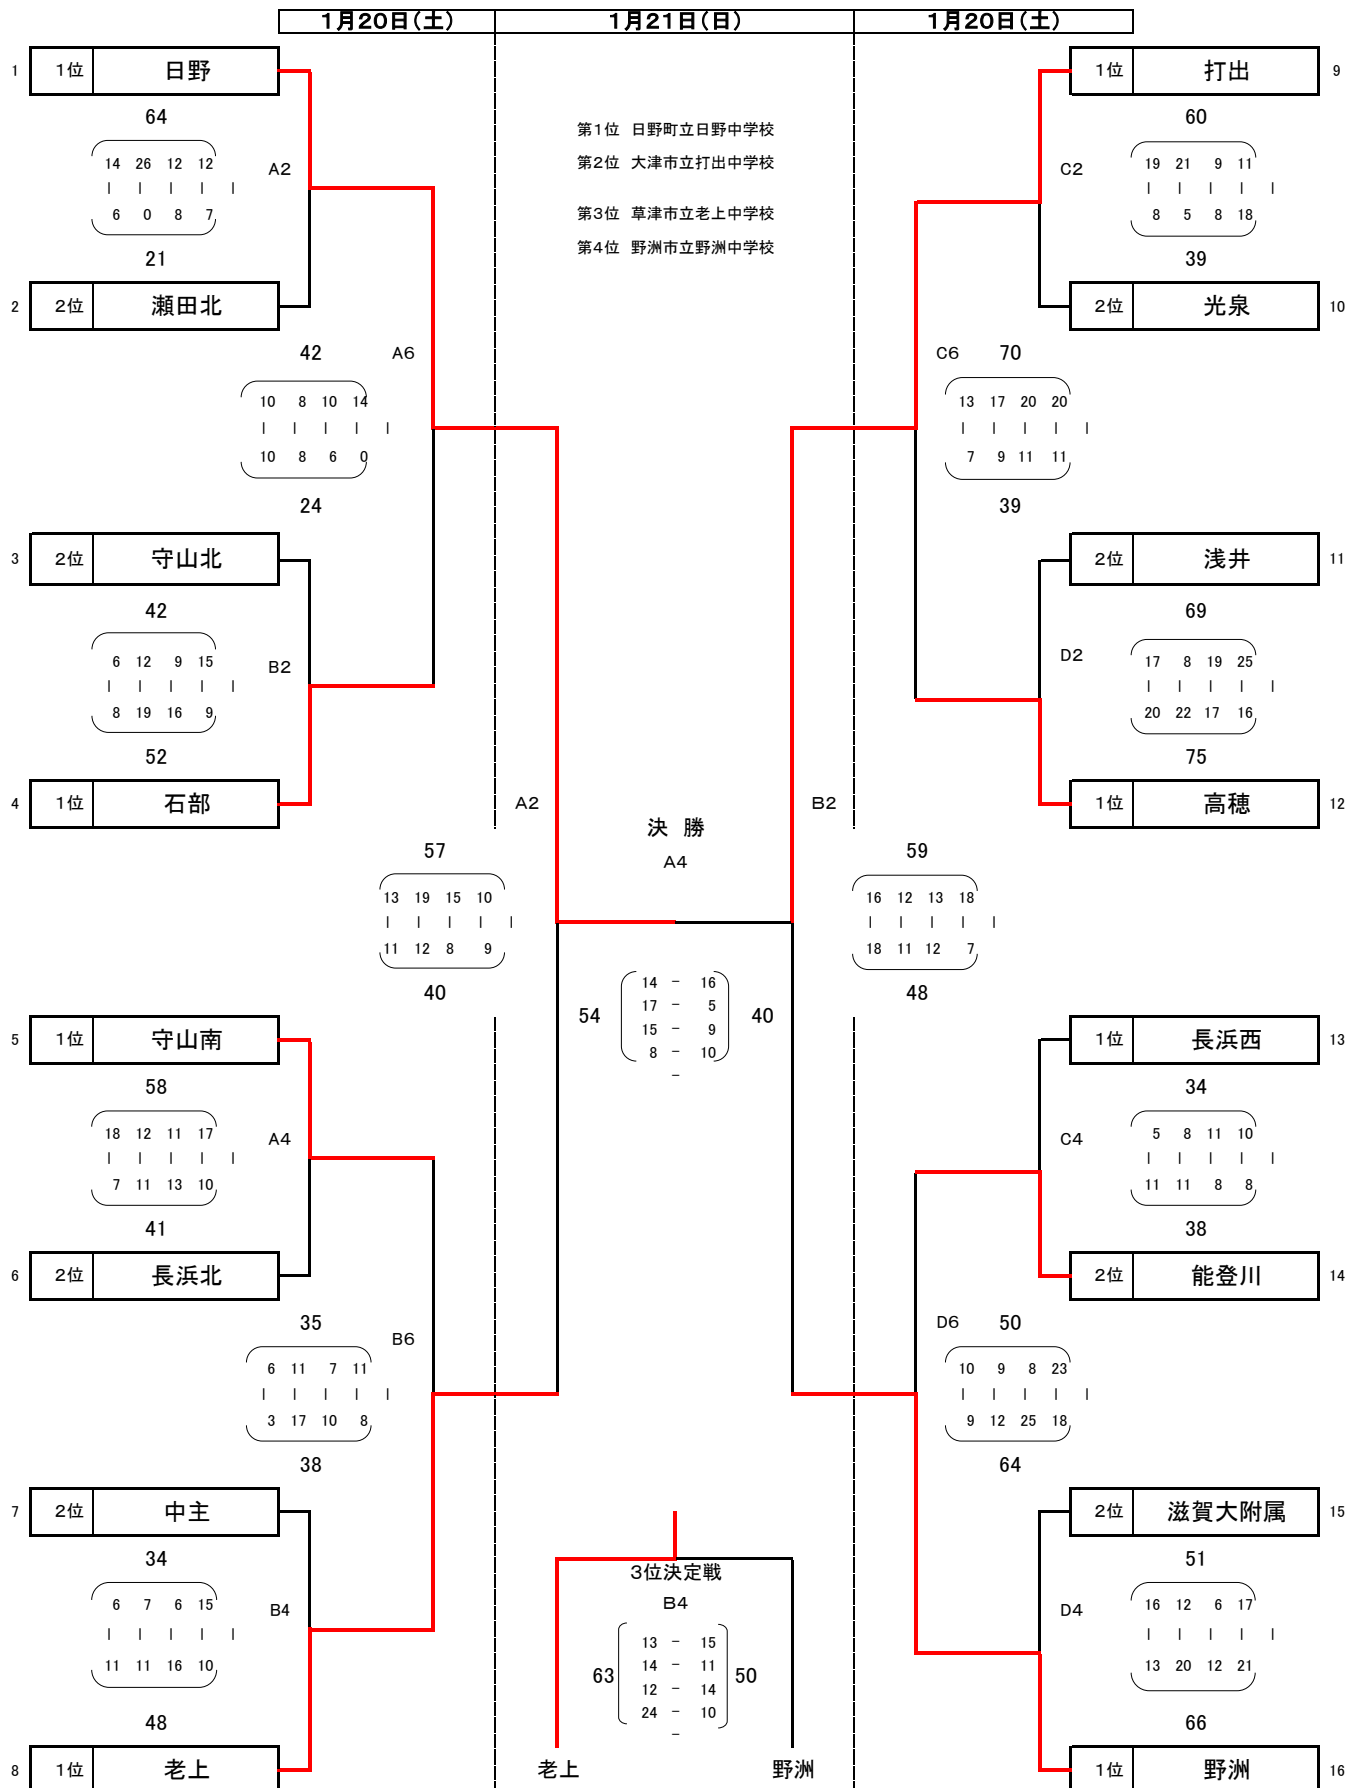 1月20日(土) 1月21日(日) 1月20日(土)
1 1位 日野
64
14 26 12 12
A2
6 0 8 7
21
2 2位 瀬田北
42 A6
10 8 10 14
10 8 6 0
24
3 2位 守山北
42
6 12 9 15
B2
8 19 16 9
52
4 1位 石部
57
13 19 15 10
11 12 8 9
40
A2
5 1位 守山南
58
18 12 11 17
A4
7 11 13 10
41
6 2位 長浜北
35 B6
6 11 7 11
3 17 10 8
38
7 2位 中主
34
6 7 6 15
B4
11 11 16 10
48
8 1位 老上
第1位 日野町立日野中学校
第2位 大津市立打出中学校
第3位 草津市立老上中学校
第4位 野洲市立野洲中学校
決 勝
A4
14 - 16
17 - 5
54 40
15 - 9
8 - 10
-
3位決定戦
B4
13 - 15
14 - 11
63 50
12 - 14
24 - 10
-
老上 野洲
1位 打出 9
60
C2
19 21 9 11
8 5 8 18
39
2位 光泉 10
C6 70
13 17 20 20
7 9 11 11
39
2位 浅井 11
69
D2
17 8 19 25
20 22 17 16
75
1位 高穂 12
B2
59
16 12 13 18
18 11 12 7
48
1位 長浜西 13
34
C4
5 8 11 10
11 11 8 8
38
2位 能登川 14
D6 50
10 9 8 23
9 12 25 18
64
2位 滋賀大附属 15
51
D4
16 12 6 17
13 20 12 21
66
1位 野洲 16